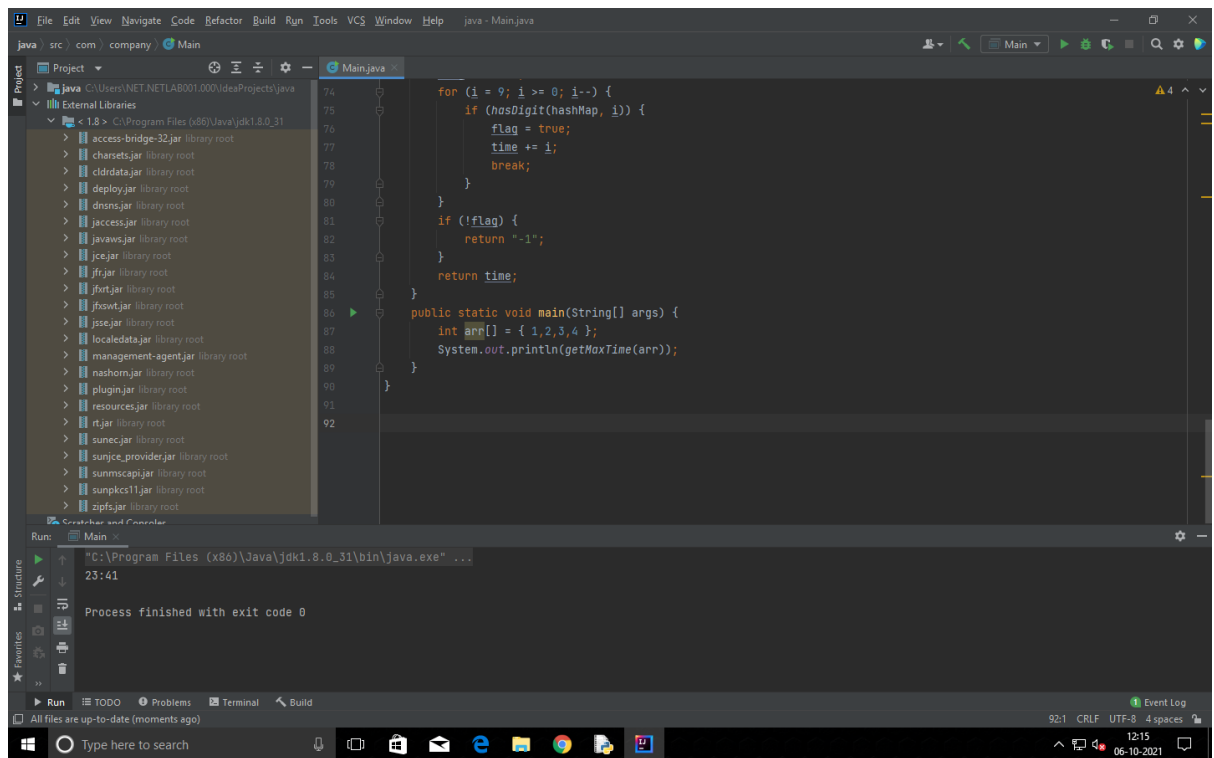 File Edit View Navigate Code Refactor Build Run Tools VCS Window Help java - Main.java
java src com company Main
Main
Project
Main.java
Project
java C:\Users\NET.NETLAB001.000\IdeaProjects\java
External Libraries
< 1.8 > C:\Program Files (x86)\Java\jdk1.8.0_31
access-bridge-32.jar library root
charsets.jar library root
cldrdata.jar library root
deploy.jar library root
dnsns.jar library root
jaccess.jar library root
javaws.jar library root
jce.jar library root
jfr.jar library root
jfxrt.jar library root
jfxswt.jar library root
jsse.jar library root
localedata.jar library root
management-agent.jar library root
nashorn.jar library root
plugin.jar library root
resources.jar library root
rt.jar library root
sunec.jar library root
sunjce_provider.jar library root
sunmscapi.jar library root
sunpkcs11.jar library root
zipfs.jar library root
Scratches and Consoles
4
74 for (i = 9; i >= 0; i--) {
75 if (hasDigit(hashMap, i)) {
76 flag = true;
77 time += i;
78 break;
79 }
80 }
81 if (!flag) {
82 return "-1";
83 }
84 return time;
85 }
86 public static void main(String[] args) {
87 int arr[] = { 1,2,3,4 };
88 System.out.println(getMaxTime(arr));
89 }
90 }
91
92
Run: Main
"C:\Program Files (x86)\Java\jdk1.8.0_31\bin\java.exe" ...
23:41
Process finished with exit code 0
Structure
Favorites
Run TODO Problems Terminal Build
1 Event Log
All files are up-to-date (moments ago)
92:1 CRLF UTF-8 4 spaces
Type here to search
12:15
06-10-2021